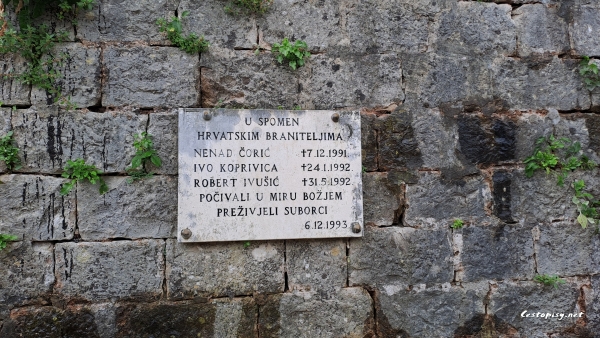 U SPOMEN
HRVATSKIM BRANITELJIMA
NENAD ČORIĆ †7.12.1991.
IVO KOPRIVICA †24.1.1992.
ROBERT IVUŠIĆ †31.5.1992.
POČIVALI U MIRU BOŽJEM
PREŽIVJELI SUBORCI
6.12.1993.
Cestopisy.net